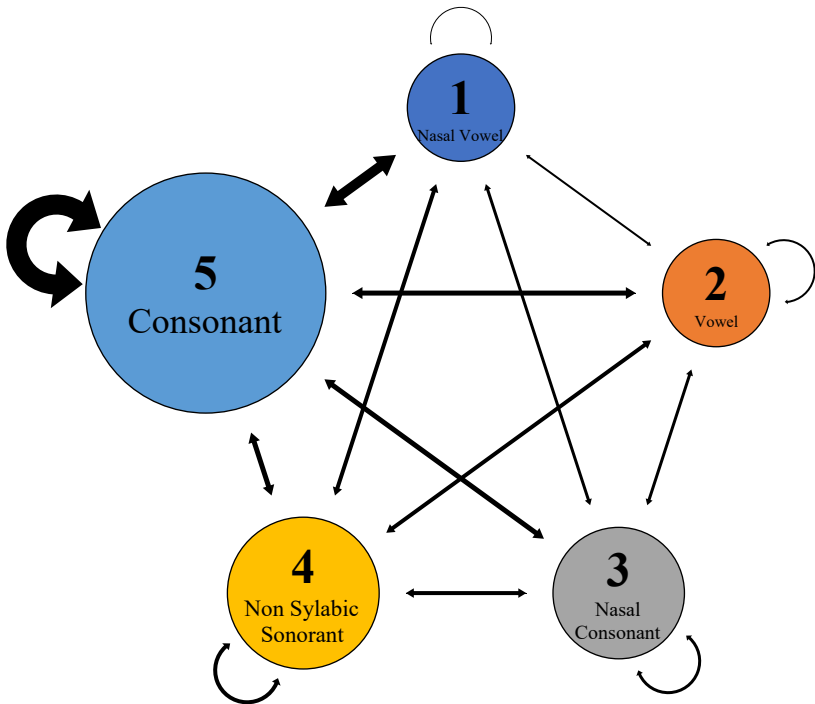 1
Nasal Vowel
5
Consonant
2
Vowel
4
Non Sylabic
Sonorant
3
Nasal
Consonant